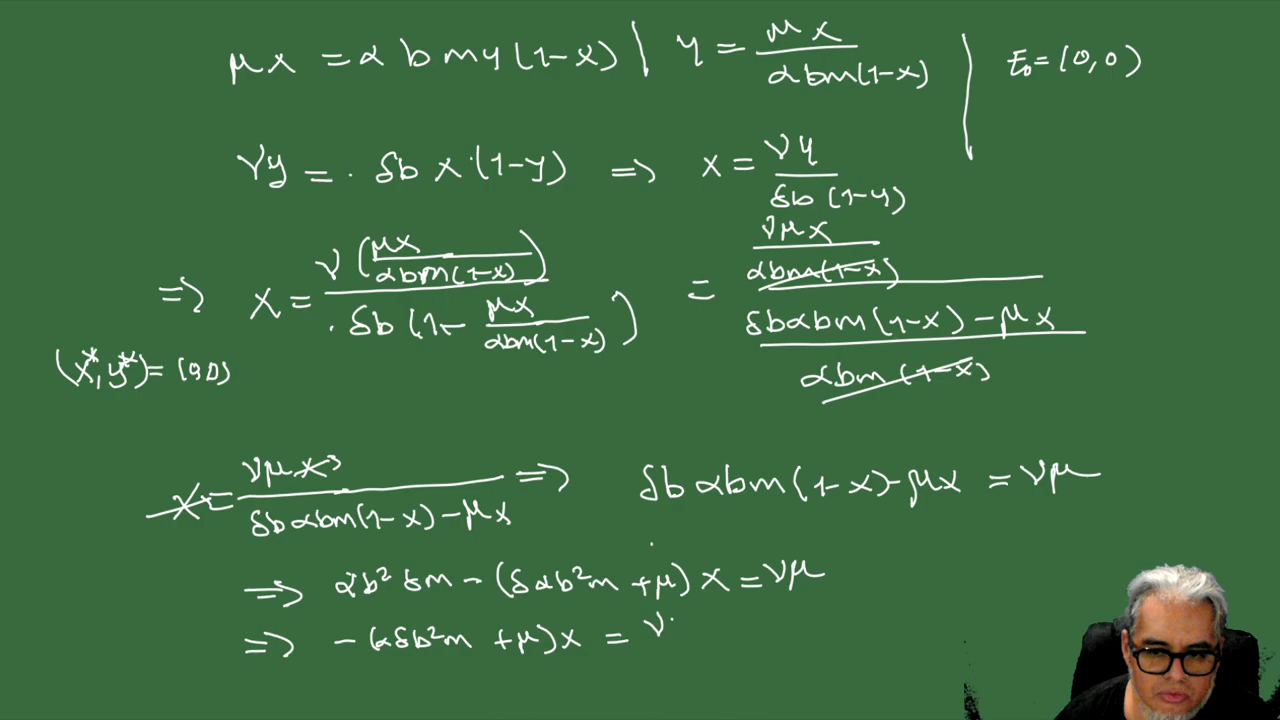 μx = α b m y (1-x) | y = μx / αbm(1-x) | E₀ = (0,0)
νy = · δb x · (1-y) ⇒ x = νy / δb (1-y)
⇒ x = ν (μx / αbm(1-x)) / · δb (1 - μx / αbm(1-x)) = (νμx / αbm(1-x)) / (δbαbm(1-x) - μx / αbm(1-x))
(x*, y*) = (0,0)
x = νμx / δbαbm(1-x) - μx ⇒ δbαbm(1-x) - μx = νμ
⇒ αb²δm - (δαb²m + μ) x = νμ
⇒ -(αδb²m + μ)x = ν